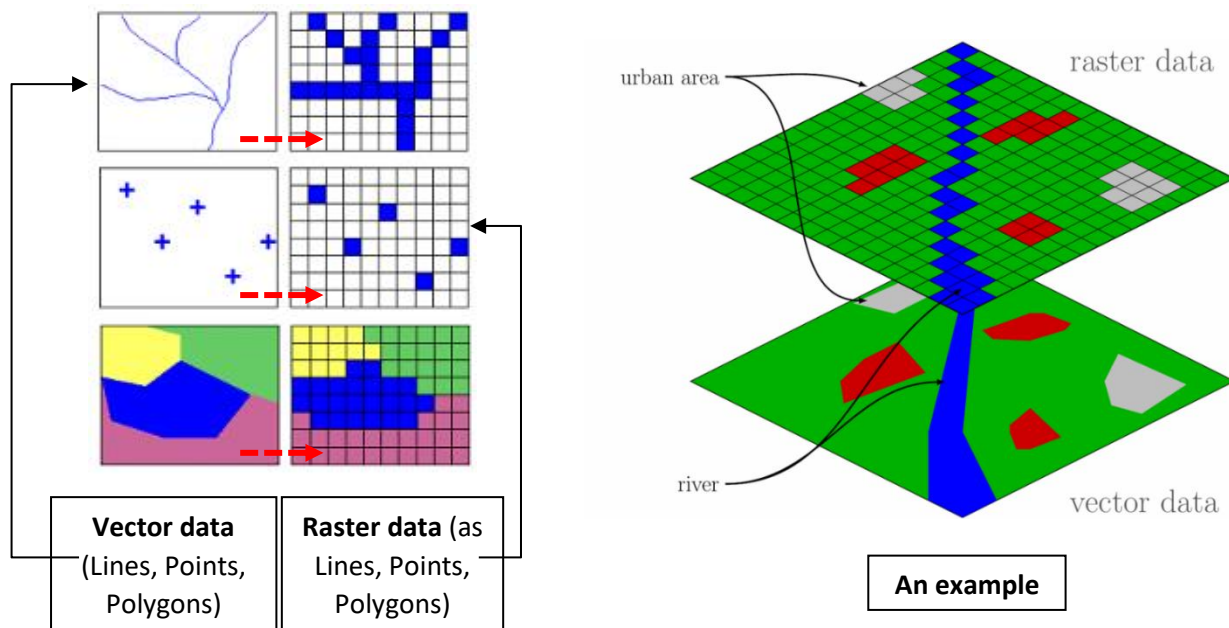 urban area
raster data
river
vector data
Vector data
(Lines, Points,
Polygons)
Raster data (as
Lines, Points,
Polygons)
An example